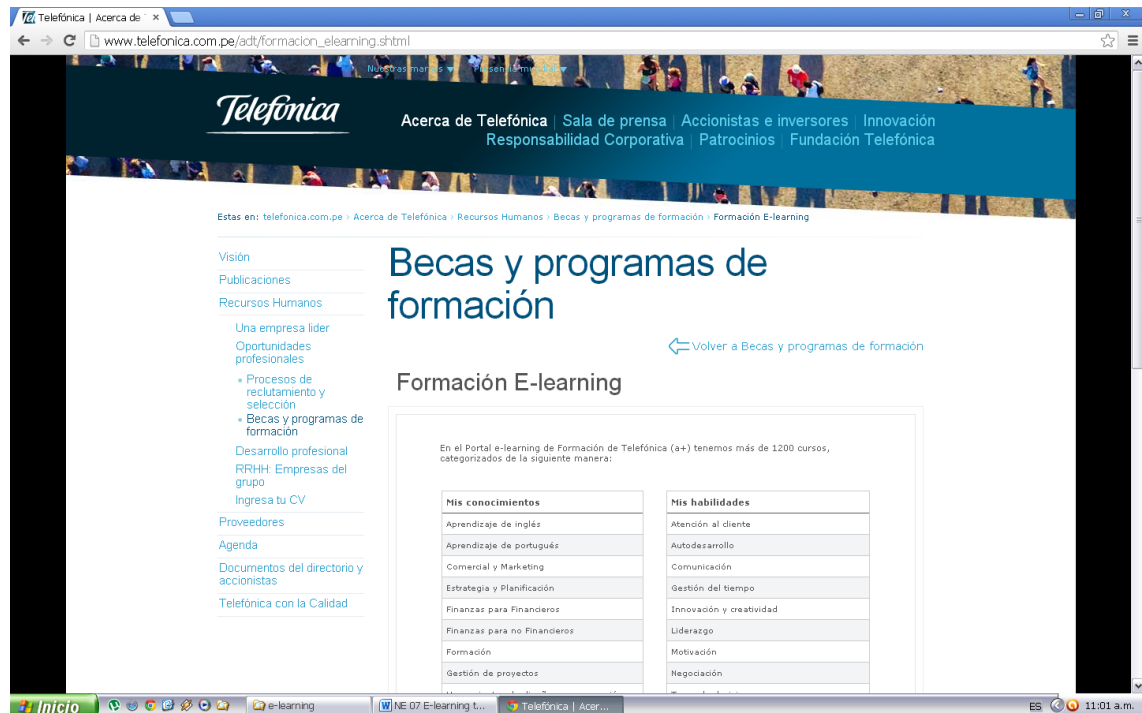 Telefónica | Acerca de
www.telefonica.com.pe/adt/formacion_elearning.shtml
Nuestras marcas
Telefónica
Acerca de Telefónica | Sala de prensa | Accionistas e inversores | Innovación
Responsabilidad Corporativa | Patrocinios | Fundación Telefónica
Estas en: telefonica.com.pe › Acerca de Telefónica › Recursos Humanos › Becas y programas de formación › Formación E-learning
Visión
Publicaciones
Recursos Humanos
Una empresa lider
Oportunidades
profesionales
Procesos de
reclutamiento y
selección
Becas y programas de
formación
Desarrollo profesional
RRHH: Empresas del
grupo
Ingresa tu CV
Proveedores
Agenda
Documentos del directorio y
accionistas
Telefónica con la Calidad
Becas y programas de
formación
Volver a Becas y programas de formación
Formación E-learning
En el Portal e-learning de Formación de Telefónica (a+) tenemos más de 1200 cursos,
categorizados de la siguiente manera:
Mis conocimientos
Aprendizaje de inglés
Aprendizaje de portugués
Comercial y Marketing
Estrategia y Planificación
Finanzas para Financieros
Finanzas para no Financieros
Formación
Gestión de proyectos
Mis habilidades
Atención al cliente
Autodesarrollo
Comunicación
Gestión del tiempo
Innovación y creatividad
Liderazgo
Motivación
Negociación
Inicio
e-learning
NE 07 E-learning t...
Telefónica | Acer...
ES
11:01 a.m.